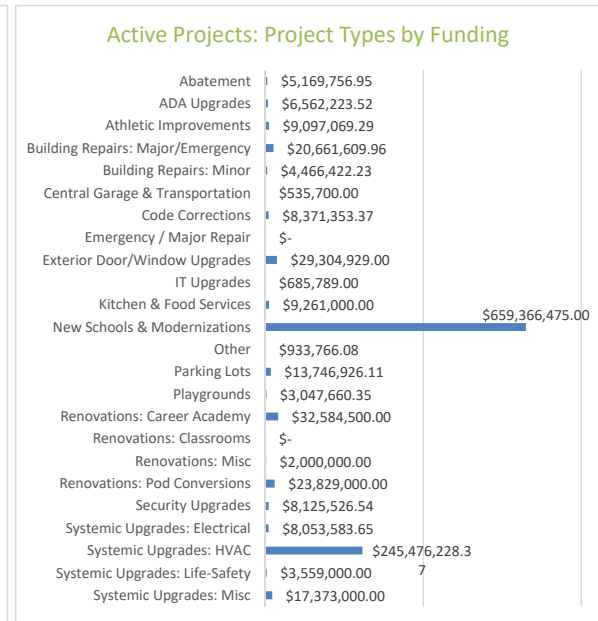 Active Projects: Project Types by Funding
Abatement $5,169,756.95
ADA Upgrades $6,562,223.52
Athletic Improvements $9,097,069.29
Building Repairs: Major/Emergency $20,661,609.96
Building Repairs: Minor $4,466,422.23
Central Garage & Transportation $535,700.00
Code Corrections $8,371,353.37
Emergency / Major Repair $-
Exterior Door/Window Upgrades $29,304,929.00
IT Upgrades $685,789.00
Kitchen & Food Services $9,261,000.00
New Schools & Modernizations $659,366,475.00
Other $933,766.08
Parking Lots $13,746,926.11
Playgrounds $3,047,660.35
Renovations: Career Academy $32,584,500.00
Renovations: Classrooms $-
Renovations: Misc $2,000,000.00
Renovations: Pod Conversions $23,829,000.00
Security Upgrades $8,125,526.54
Systemic Upgrades: Electrical $8,053,583.65
Systemic Upgrades: HVAC $245,476,228.3
7
Systemic Upgrades: Life-Safety $3,559,000.00
Systemic Upgrades: Misc $17,373,000.00